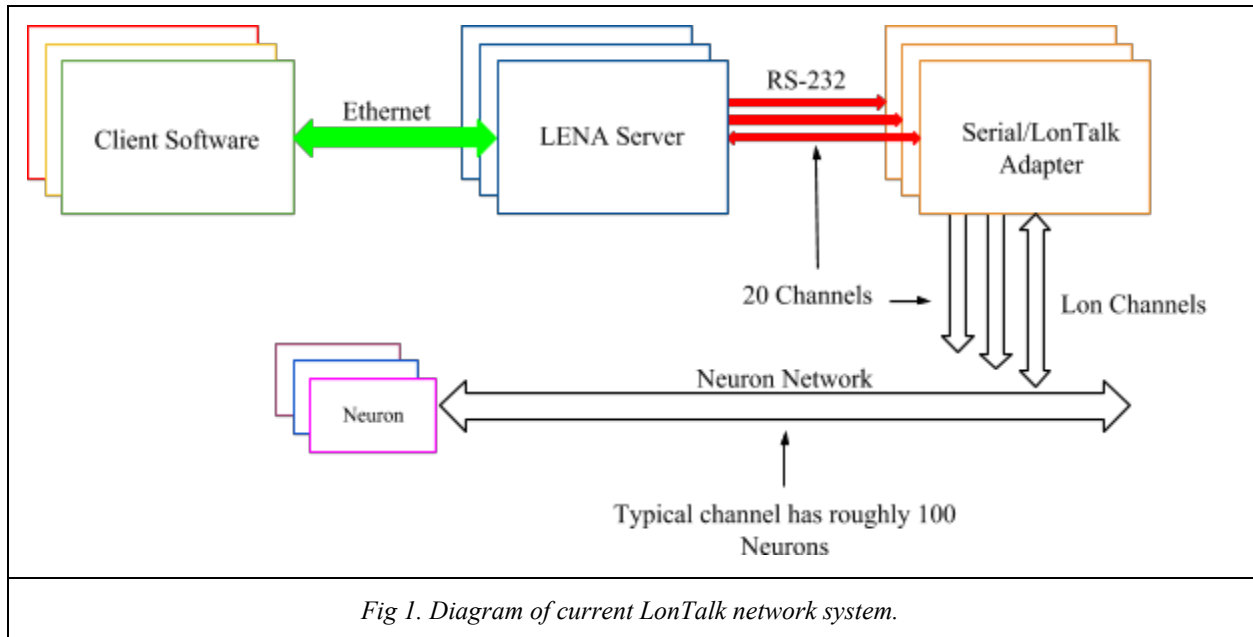 RS-232
Ethernet
Client Software
LENA Server
Serial/LonTalk
Adapter
20 Channels
Lon Channels
Neuron Network
Neuron
Typical channel has roughly 100
Neurons
Fig 1. Diagram of current LonTalk network system.